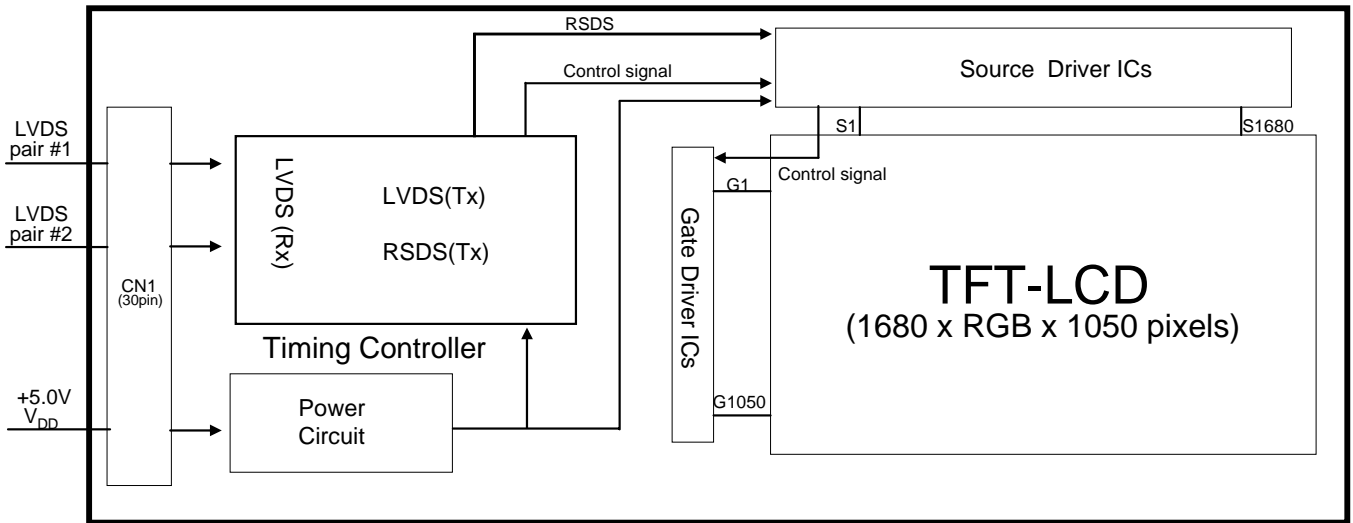 RSDS
Control signal
Source  Driver ICs
LVDS
pair #1
S1
S1680
LVDS (Rx)
LVDS(Tx)
RSDS(Tx)
Control signal
G1
LVDS
pair #2
Gate Driver ICs
TFT-LCD
(1680 x RGB x 1050 pixels)
CN1
(30pin)
Timing Controller
+5.0V
VDD
Power
Circuit
G1050